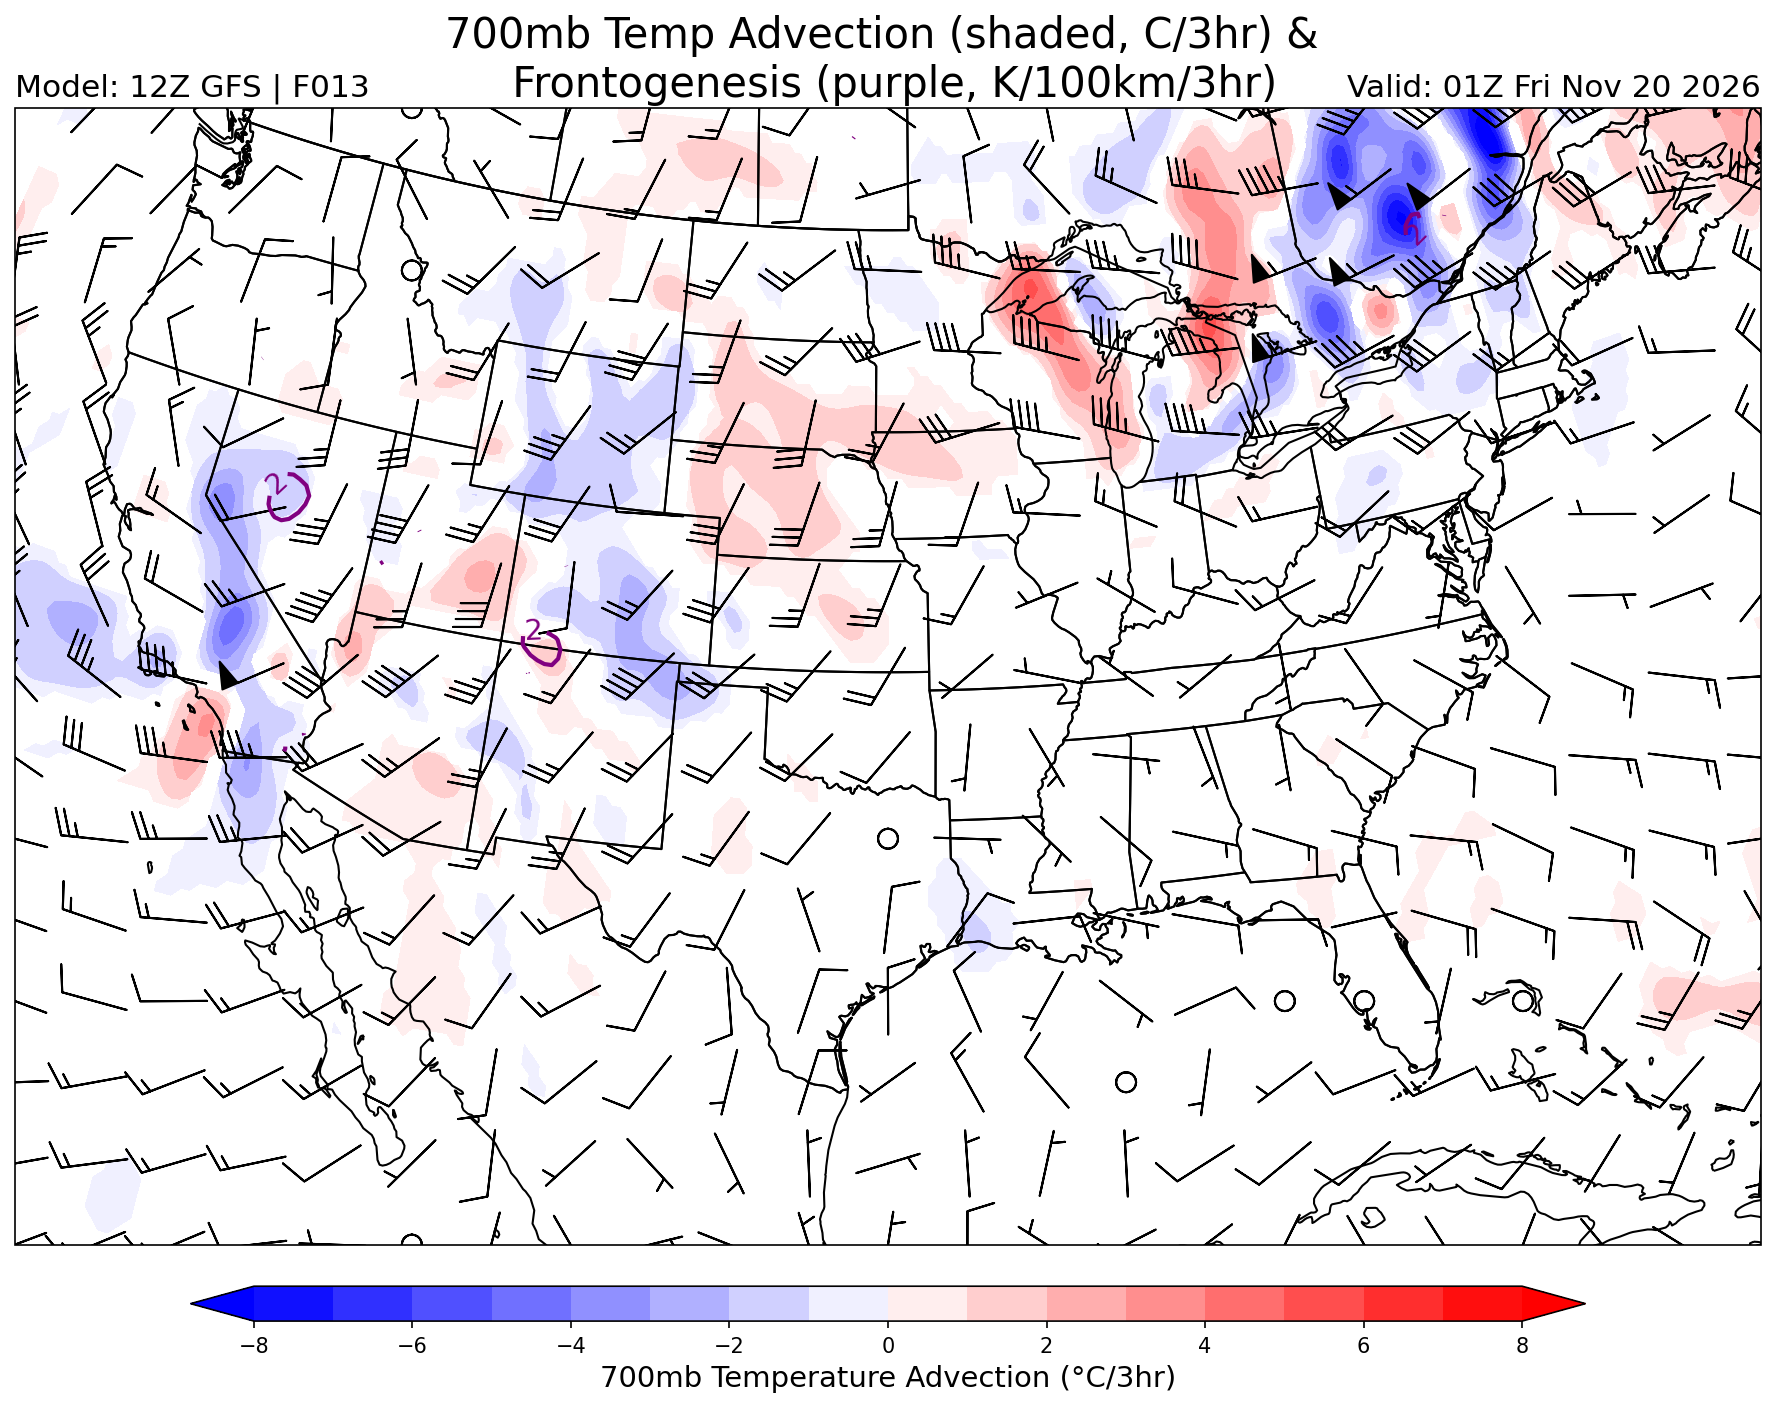 700mb Temp Advection (shaded, C/3hr) &
Frontogenesis (purple, K/100km/3hr)
Model: 12Z GFS | F013
Valid: 01Z Fri Nov 20 2026
2
2
2
−8 −6 −4 −2 0 2 4 6 8
700mb Temperature Advection (°C/3hr)